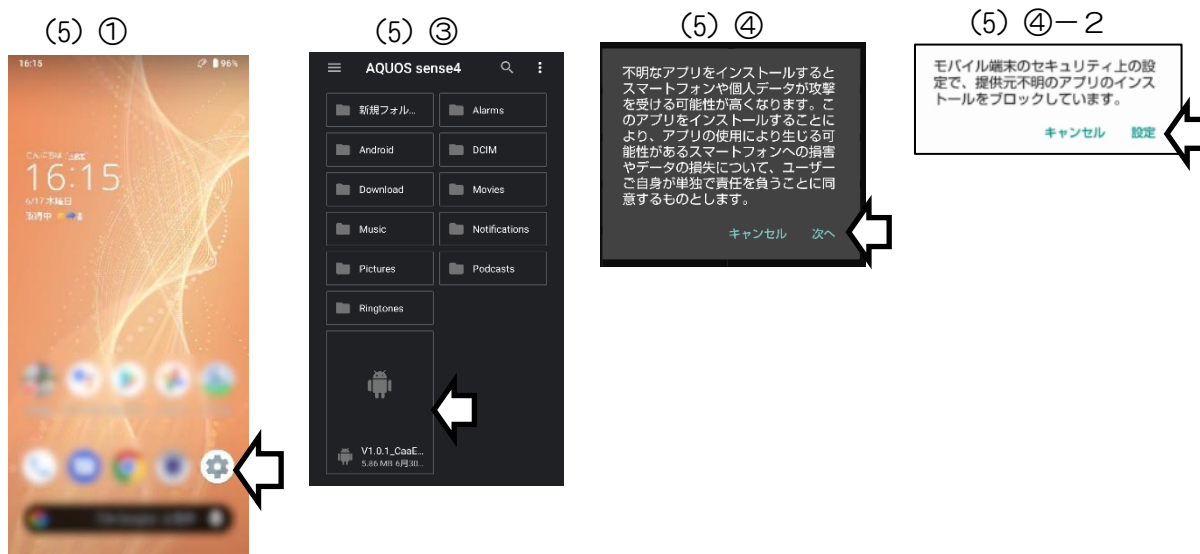 (5) ①
16:15
96%
16:15
6/17 木曜日
取得中
(5) ③
AQUOS sense4
新規フォル...
Alarms
Android
DCIM
Download
Movies
Music
Notifications
Pictures
Podcasts
Ringtones
V1.0.1_CaaE...
5.86 MB 6月30...
(5) ④
不明なアプリをインストールすると
スマートフォンや個人データが攻撃
を受ける可能性が高くなります。こ
のアプリをインストールすることに
より、アプリの使用により生じる可
能性があるスマートフォンへの損害
やデータの損失について、ユーザー
ご自身が単独で責任を負うことに同
意するものとします。
キャンセル 次へ
(5) ④－２
モバイル端末のセキュリティ上の設
定で、提供元不明のアプリのインス
トールをブロックしています。
キャンセル 設定